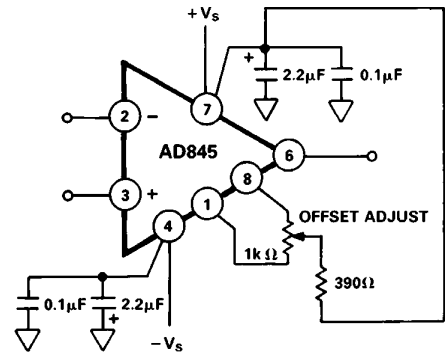 +VS
+
2.2µF
0.1µF
2
−
7
AD845
6
3
+
8
1
4
OFFSET ADJUST
1kΩ
390Ω
0.1µF
2.2µF
+
−VS